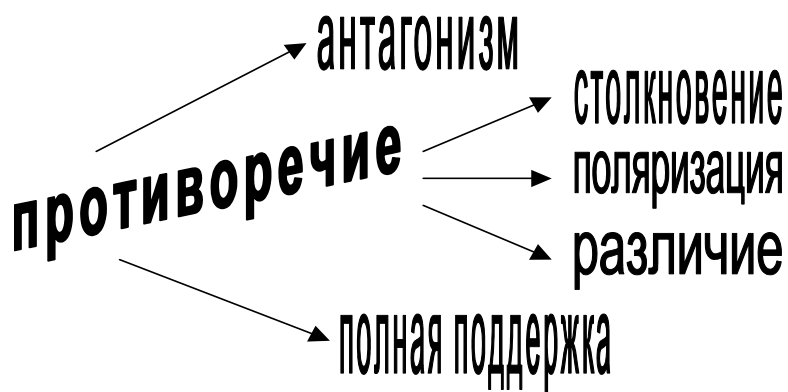 антагонизм
столкновение
противоречие
поляризация
различие
полная поддержка